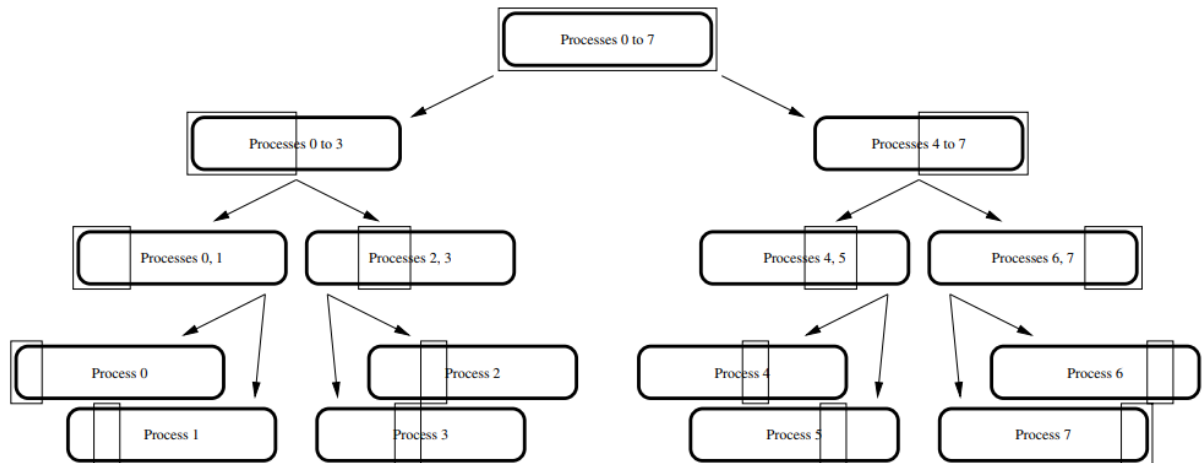 Processes 0 to 7
Processes 0 to 3
Processes 4 to 7
Processes 0, 1
Processes 2, 3
Processes 4, 5
Processes 6, 7
Process 0
Process 2
Process 4
Process 6
Process 1
Process 3
Process 5
Process 7